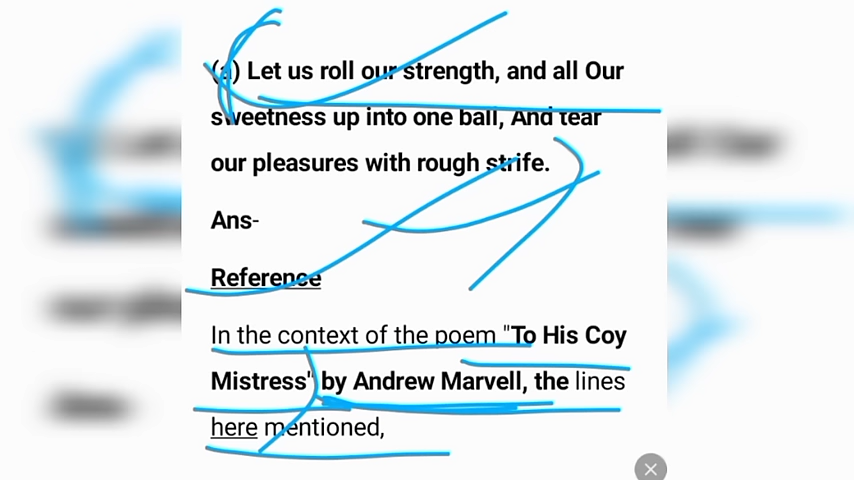 (a) Let us roll our strength, and all Our
sweetness up into one ball, And tear
our pleasures with rough strife.
Ans-
Reference
In the context of the poem "To His Coy
Mistress" by Andrew Marvell, the lines
here mentioned,